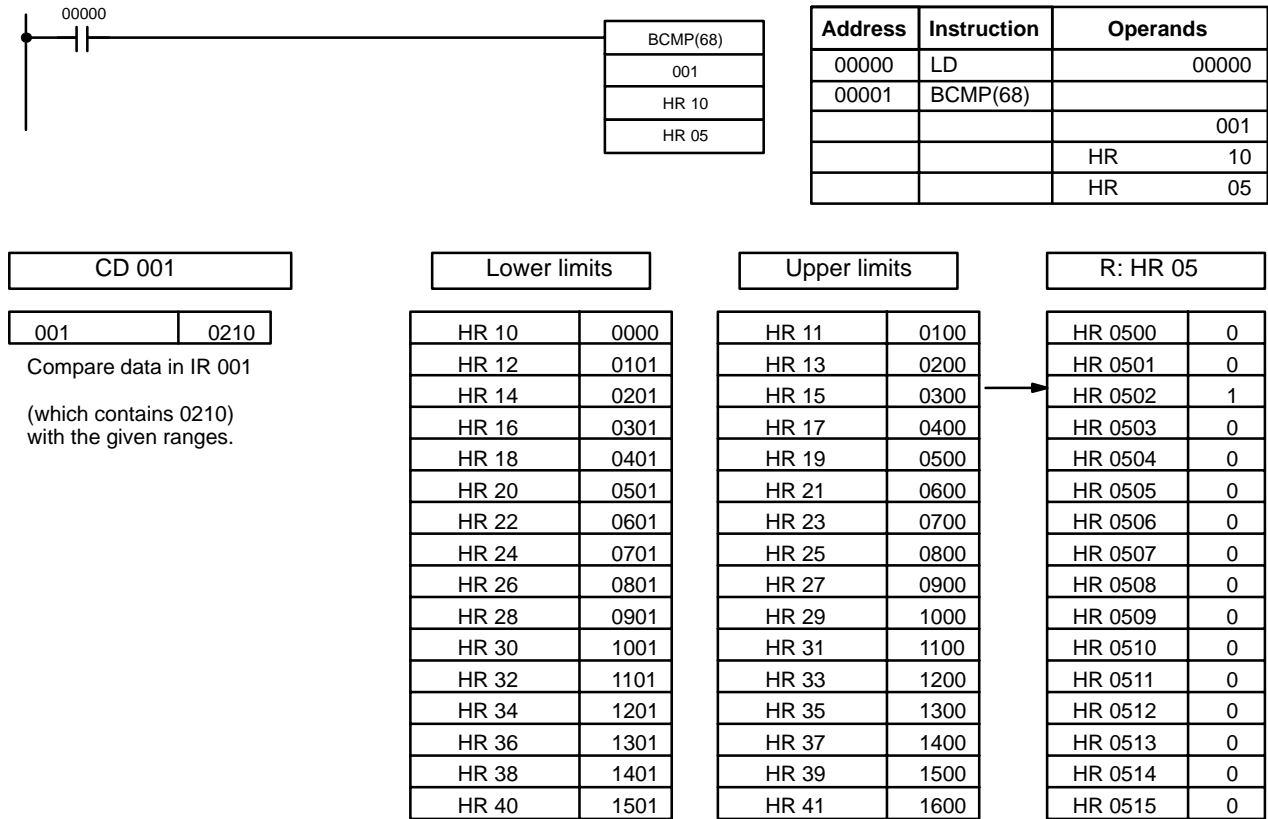 00000
BCMP(68)
001
HR 10
HR 05
Address Instruction Operands
00000 LD 00000
00001 BCMP(68)
001
HR 10
HR 05
CD 001 Lower limits Upper limits R: HR 05
001 0210
Compare data in IR 001
(which contains 0210)
with the given ranges.
HR 10 0000 HR 11 0100 HR 0500 0
HR 12 0101 HR 13 0200 HR 0501 0
HR 14 0201 HR 15 0300 HR 0502 1
HR 16 0301 HR 17 0400 HR 0503 0
HR 18 0401 HR 19 0500 HR 0504 0
HR 20 0501 HR 21 0600 HR 0505 0
HR 22 0601 HR 23 0700 HR 0506 0
HR 24 0701 HR 25 0800 HR 0507 0
HR 26 0801 HR 27 0900 HR 0508 0
HR 28 0901 HR 29 1000 HR 0509 0
HR 30 1001 HR 31 1100 HR 0510 0
HR 32 1101 HR 33 1200 HR 0511 0
HR 34 1201 HR 35 1300 HR 0512 0
HR 36 1301 HR 37 1400 HR 0513 0
HR 38 1401 HR 39 1500 HR 0514 0
HR 40 1501 HR 41 1600 HR 0515 0